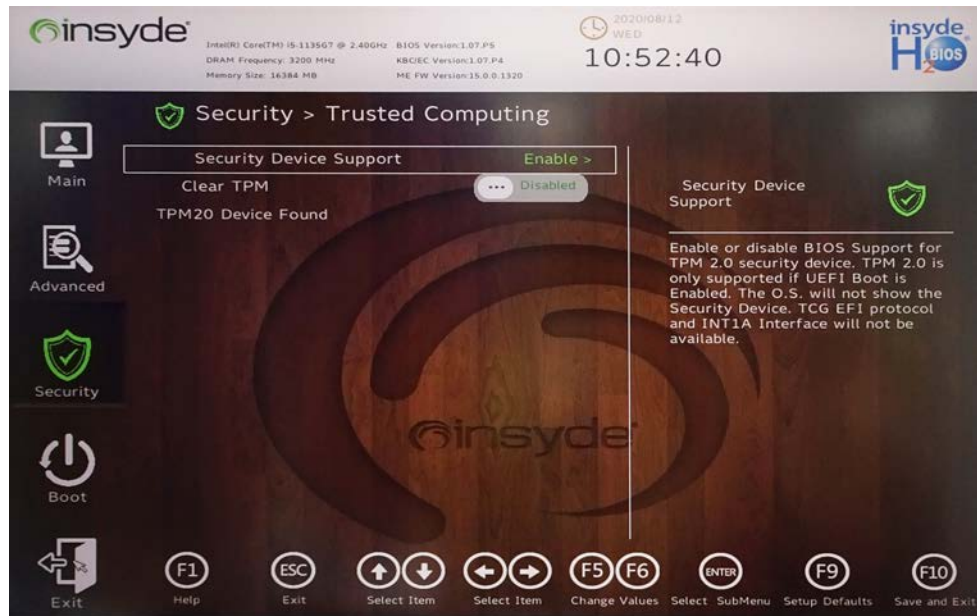 insyde
Intel(R) Core(TM) i5-1135G7 @ 2.40GHz BIOS Version:1.07.P5
DRAM Frequency: 3200 MHz KBC/EC Version:1.07.P4
Memory Size: 16384 MB ME FW Version:15.0.0.1320
2020/08/12
WED
10:52:40
insyde
H2O BIOS
Security > Trusted Computing
Main
Security Device Support Enable >
Clear TPM ... Disabled
TPM20 Device Found
Security Device
Support
Enable or disable BIOS Support for
TPM 2.0 security device. TPM 2.0 is
only supported if UEFI Boot is
Enabled. The O.S. will not show the
Security Device. TCG EFI protocol
and INT1A Interface will not be
available.
Advanced
Security
insyde
Boot
Exit
F1 ESC F5 F6 ENTER F9 F10
Help Exit Select Item Select Item Change Values Select SubMenu Setup Defaults Save and Exit